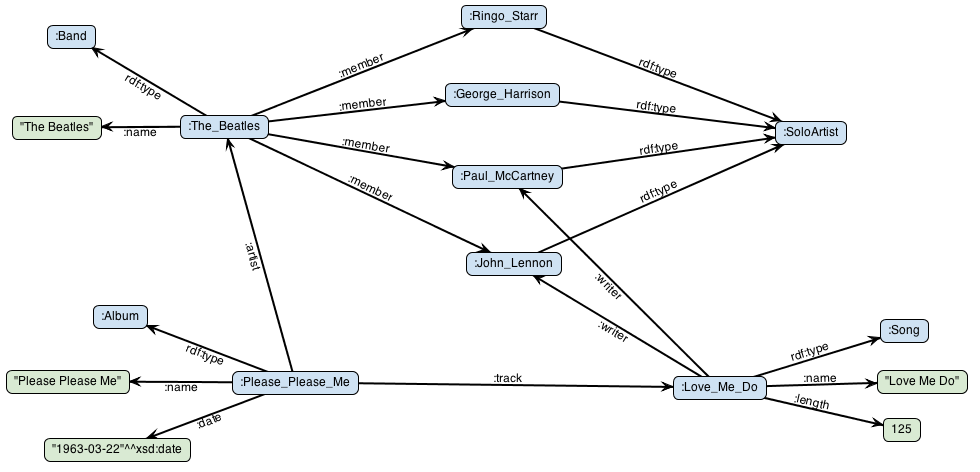 :Ringo_Starr
:Band
:member
rdf:type
rdf:type
:George_Harrison
:member
rdf:type
"The Beatles"
:name
:The_Beatles
:SoloArtist
:member
rdf:type
:Paul_McCartney
:member
rdf:type
:artist
:John_Lennon
:writer
:Album
:writer
:Song
rdf:type
rdf:type
"Please Please Me"
:name
:Please_Please_Me
:track
:Love_Me_Do
:name
"Love Me Do"
:length
:date
125
"1963-03-22"^^xsd:date